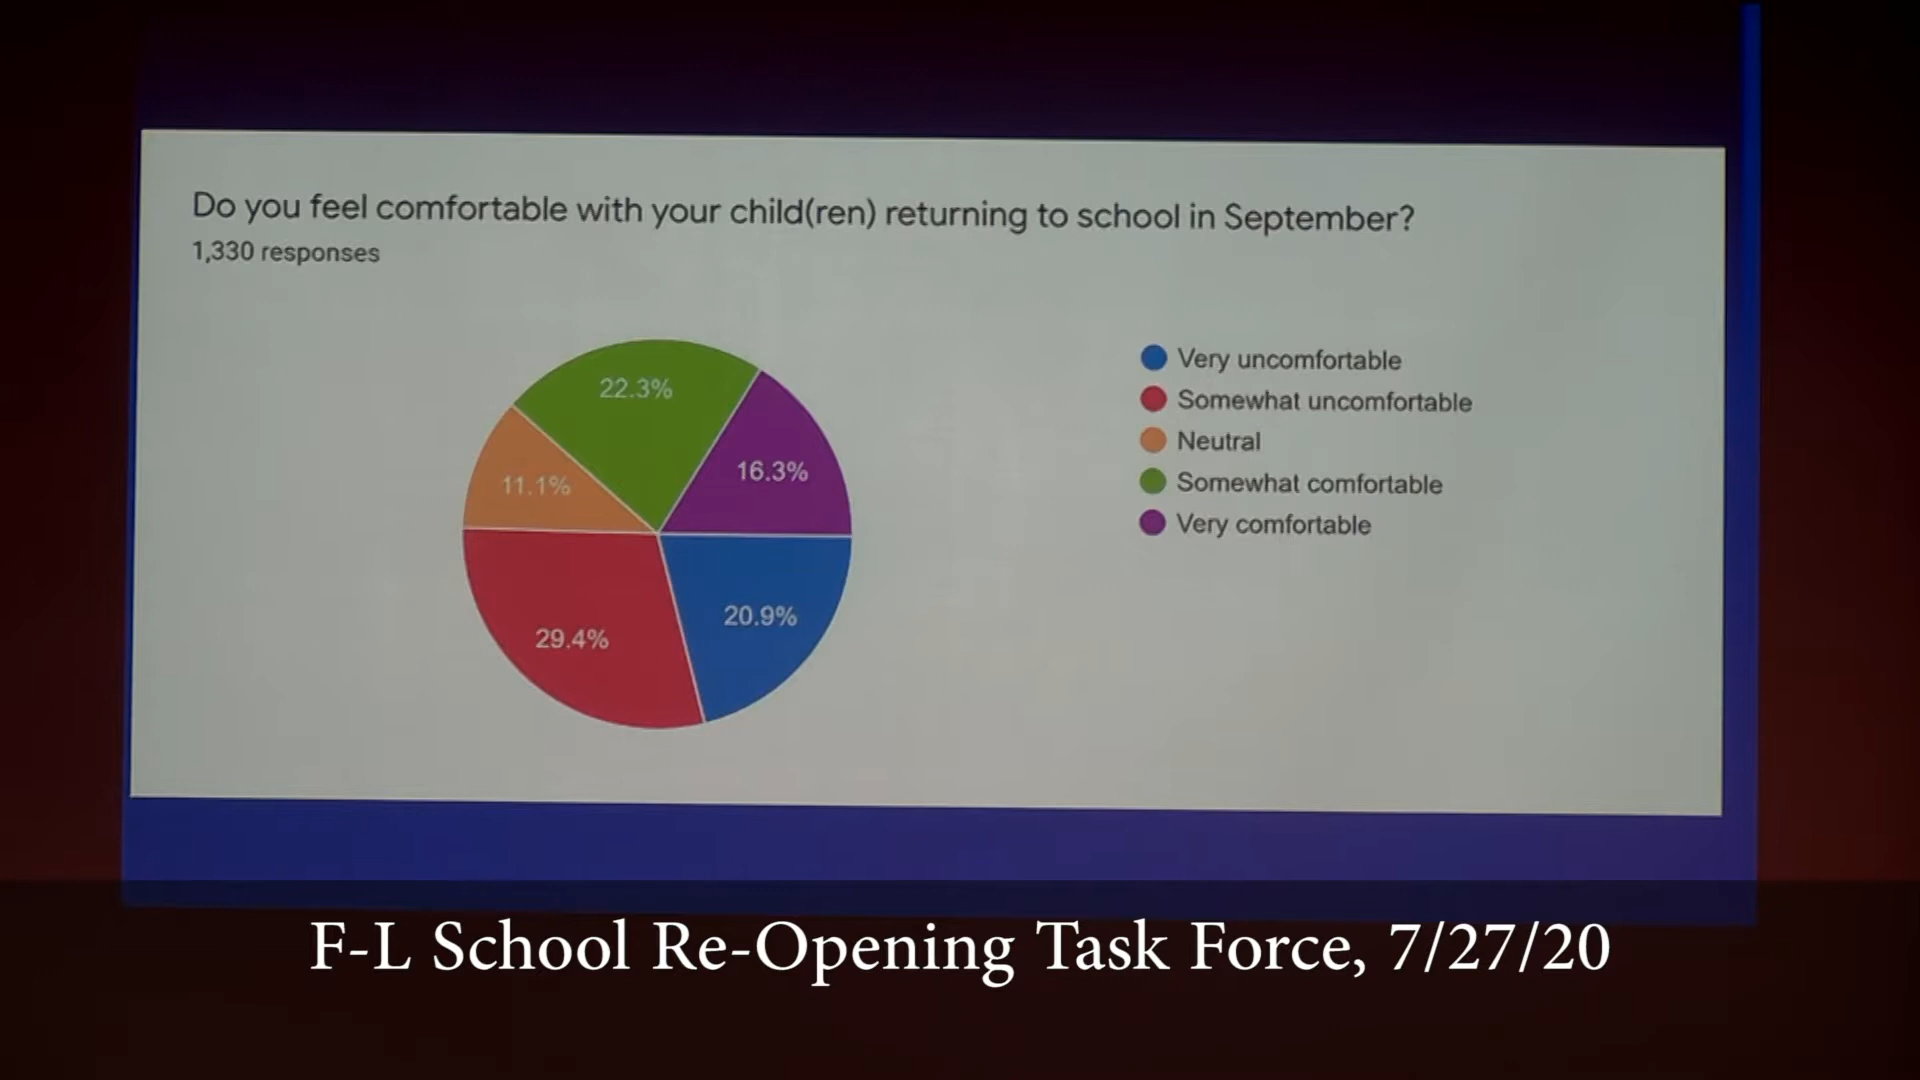 Do you feel comfortable with your child(ren) returning to school in September?
1,330 responses
22.3%
16.3%
11.1%
20.9%
29.4%
Very uncomfortable
Somewhat uncomfortable
Neutral
Somewhat comfortable
Very comfortable
F-L School Re-Opening Task Force, 7/27/20